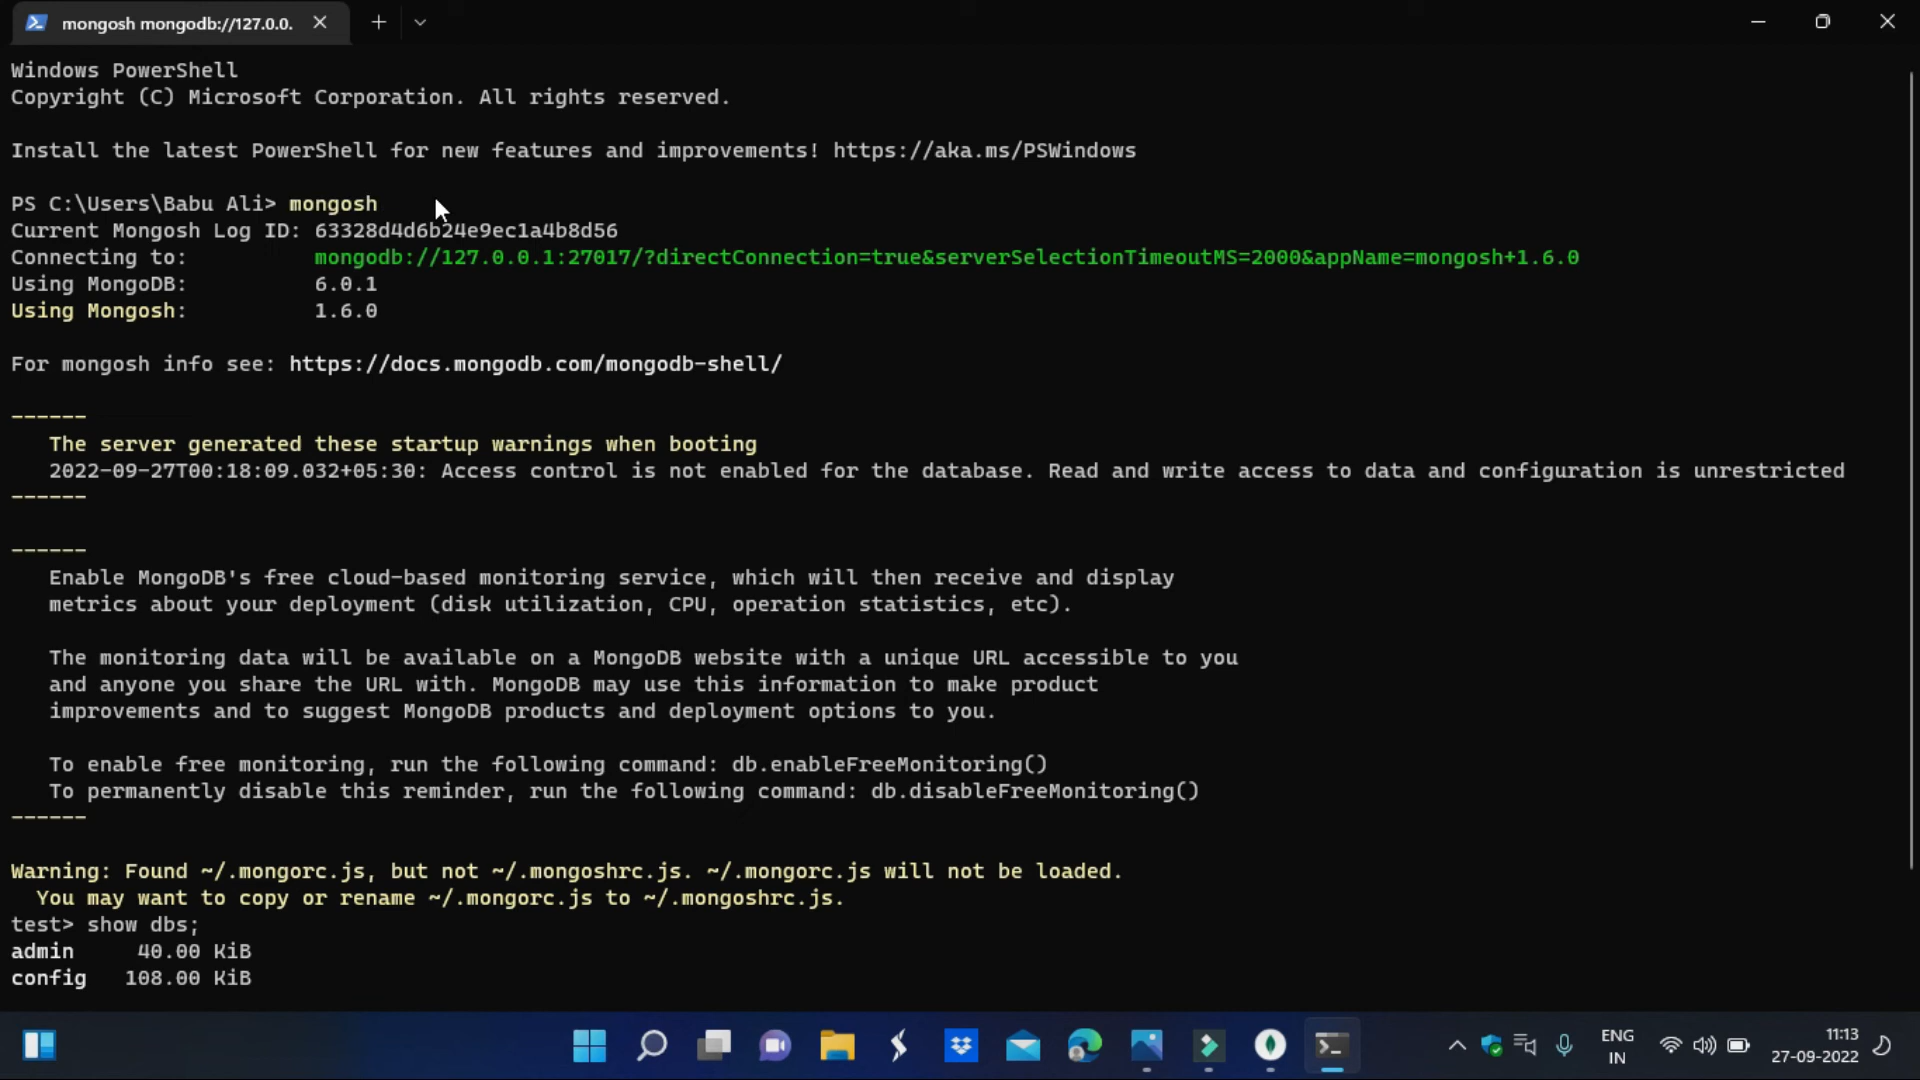 mongosh mongodb://127.0.0.
Windows PowerShell
Copyright (C) Microsoft Corporation. All rights reserved.
Install the latest PowerShell for new features and improvements! https://aka.ms/PSWindows
PS C:\Users\Babu Ali> mongosh
Current Mongosh Log ID: 63328d4d6b24e9ec1a4b8d56
Connecting to: mongodb://127.0.0.1:27017/?directConnection=true&serverSelectionTimeoutMS=2000&appName=mongosh+1.6.0
Using MongoDB: 6.0.1
Using Mongosh: 1.6.0
For mongosh info see: https://docs.mongodb.com/mongodb-shell/
------
The server generated these startup warnings when booting
2022-09-27T00:18:09.032+05:30: Access control is not enabled for the database. Read and write access to data and configuration is unrestricted
------
------
Enable MongoDB's free cloud-based monitoring service, which will then receive and display
metrics about your deployment (disk utilization, CPU, operation statistics, etc).
The monitoring data will be available on a MongoDB website with a unique URL accessible to you
and anyone you share the URL with. MongoDB may use this information to make product
improvements and to suggest MongoDB products and deployment options to you.
To enable free monitoring, run the following command: db.enableFreeMonitoring()
To permanently disable this reminder, run the following command: db.disableFreeMonitoring()
------
Warning: Found ~/.mongorc.js, but not ~/.mongoshrc.js. ~/.mongorc.js will not be loaded.
You may want to copy or rename ~/.mongorc.js to ~/.mongoshrc.js.
test> show dbs;
admin 40.00 KiB
config 108.00 KiB
ENG
IN
11:13
27-09-2022